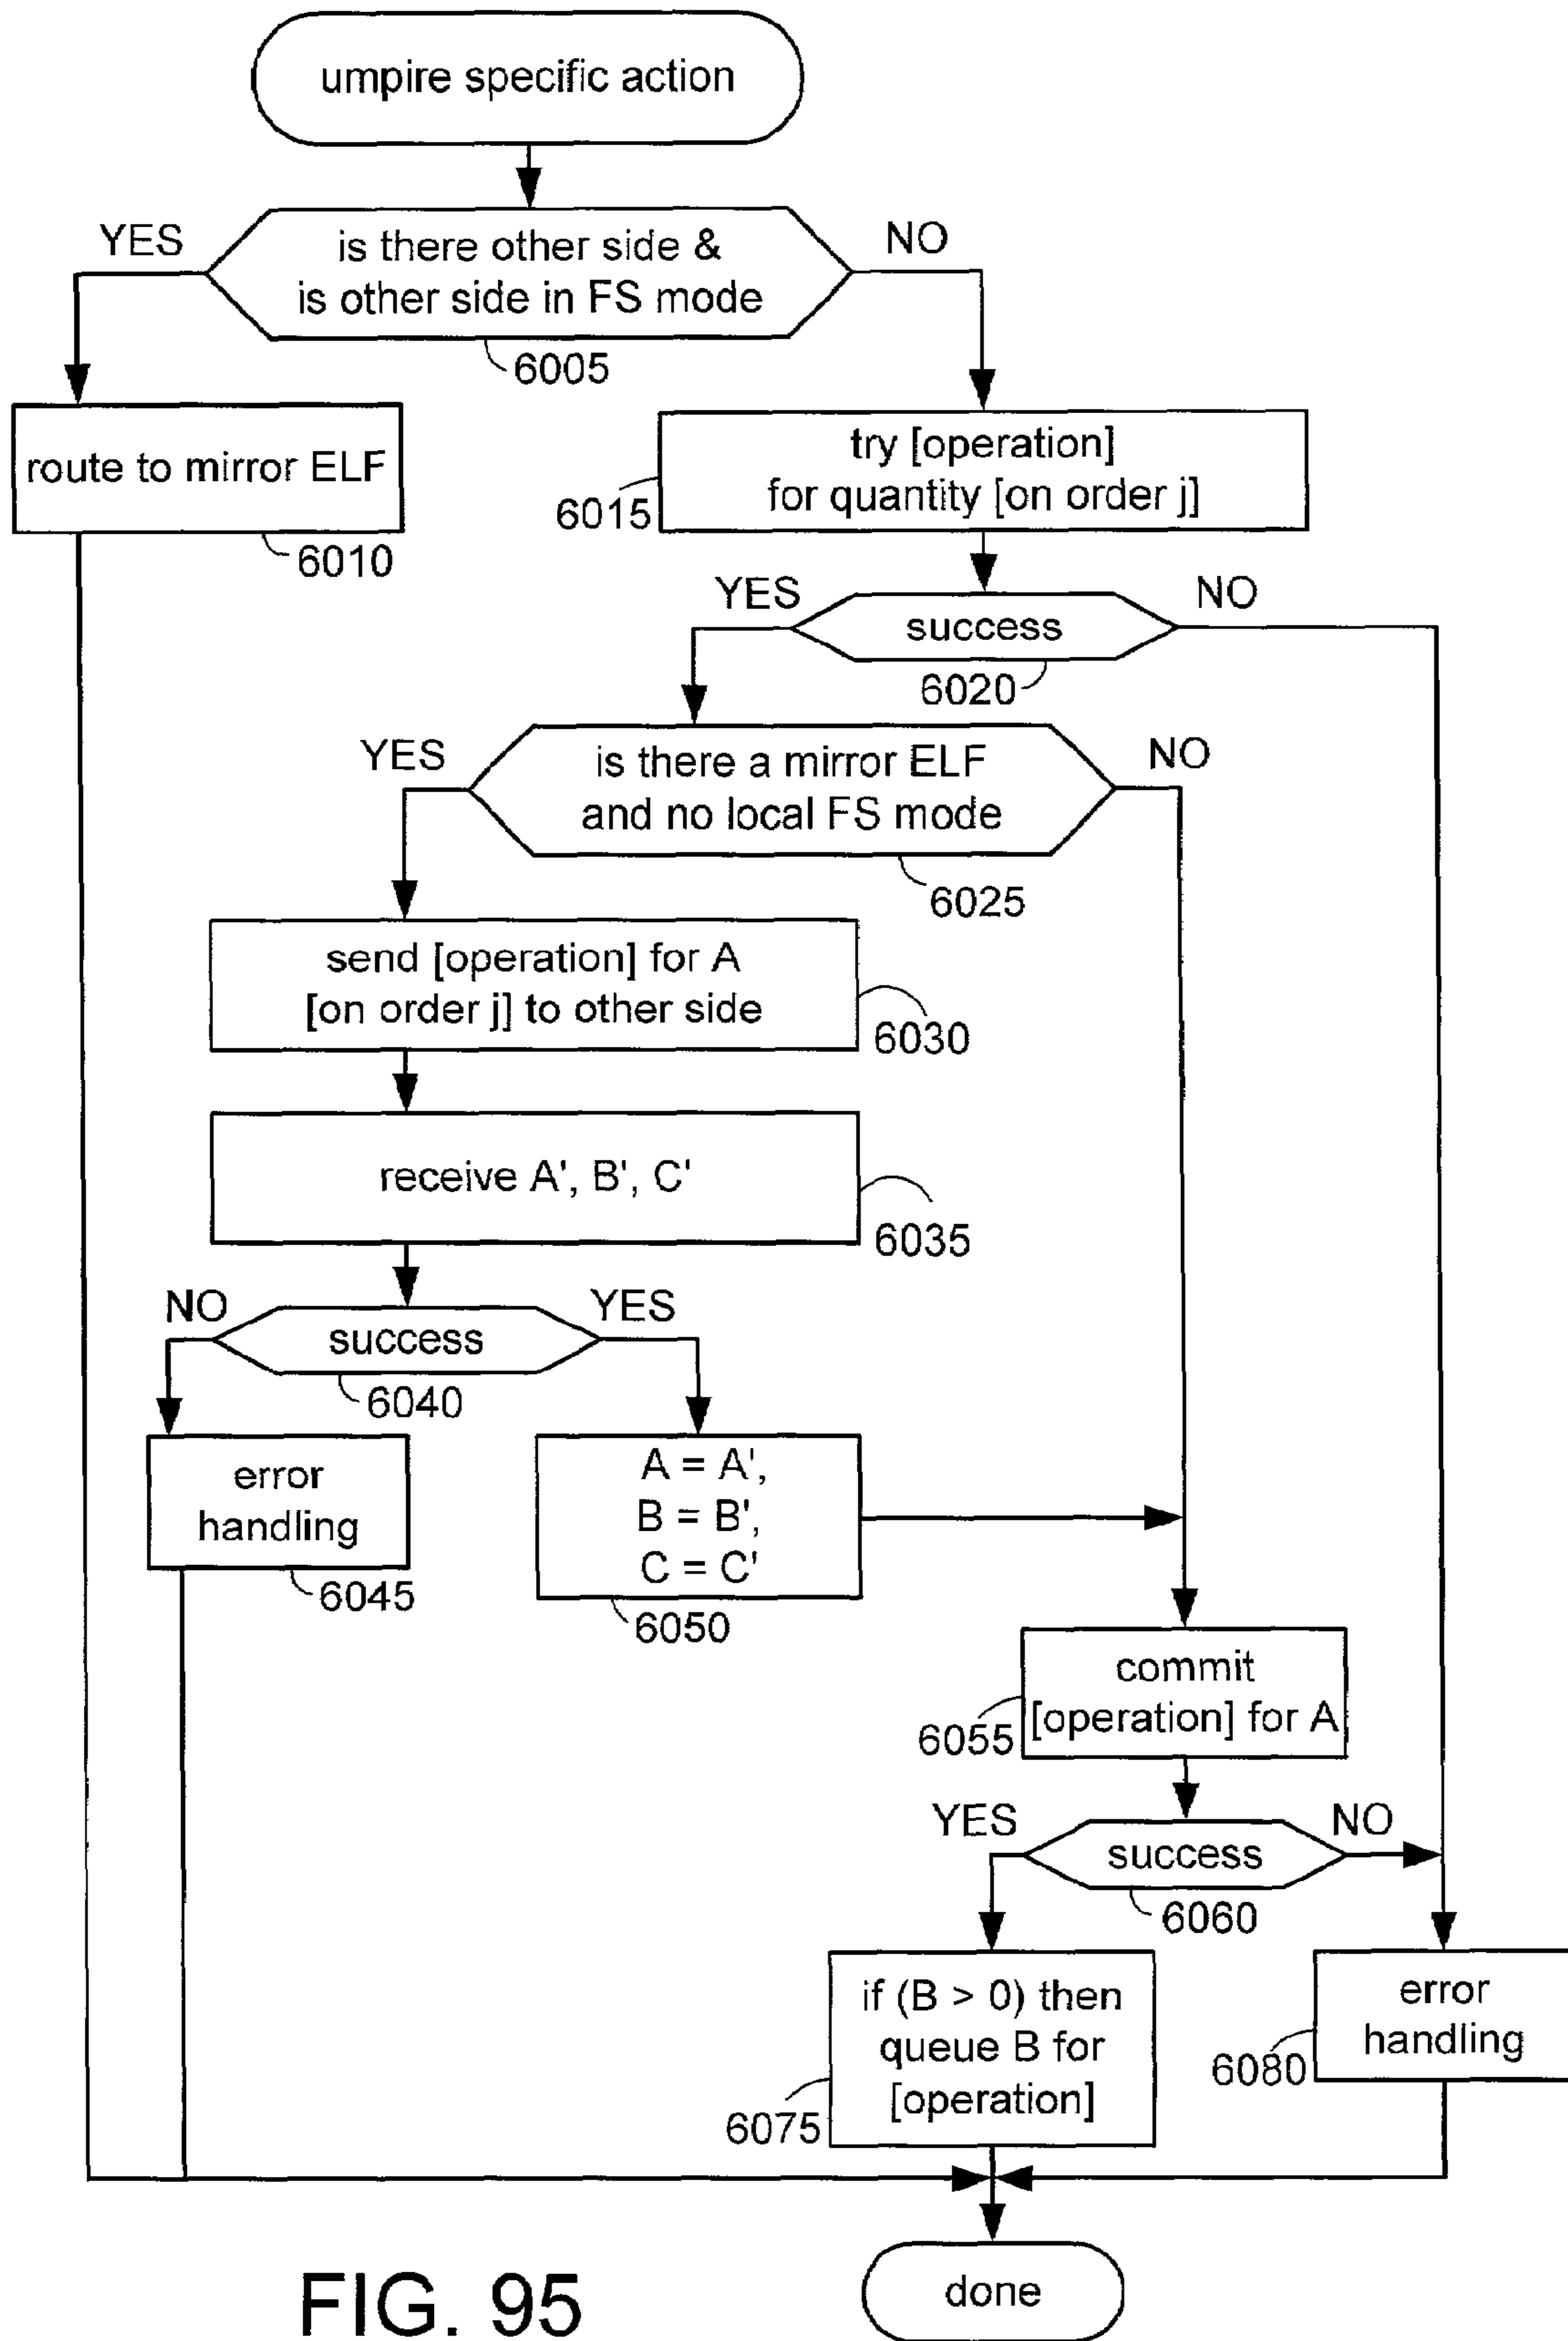 umpire specific action
YES
is there other side &
is other side in FS mode
NO
6005
route to mirror ELF
6010
try [operation]
for quantity [on order j]
6015
YES
success
NO
6020
YES
is there a mirror ELF
and no local FS mode
NO
6025
send [operation] for A
[on order j] to other side
6030
receive A', B', C'
6035
NO
success
YES
6040
error
handling
6045
A = A',
B = B',
C = C'
6050
commit
[operation] for A
6055
YES
success
NO
6060
if (B > 0) then
queue B for
[operation]
6075
error
handling
6080
done
FIG. 95